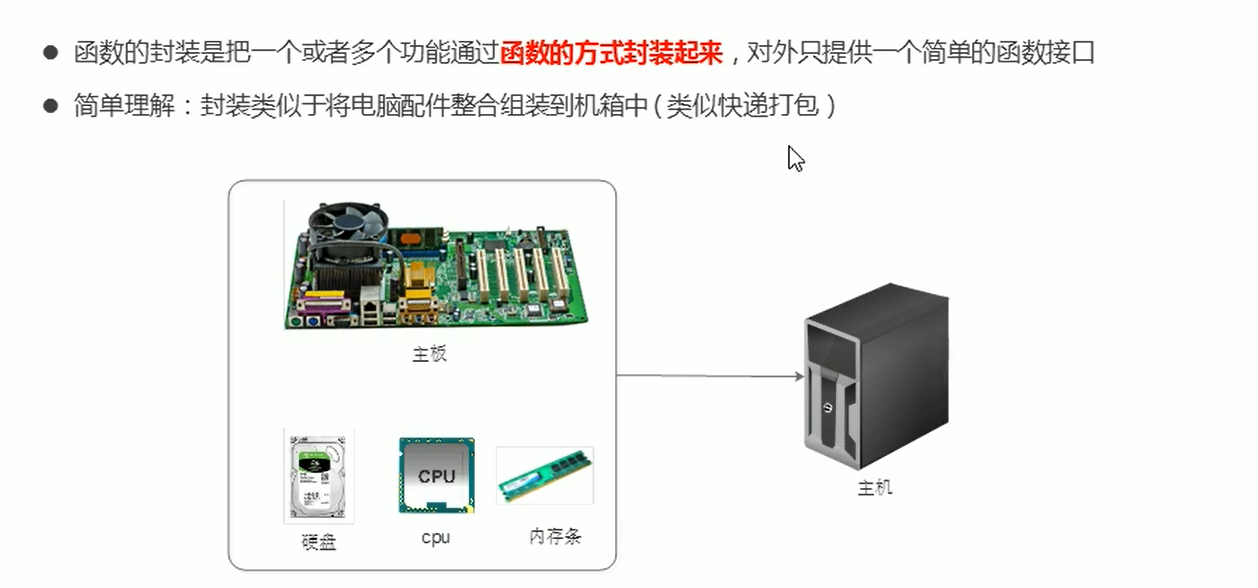 函数的封装是把一个或者多个功能通过函数的方式封装起来，对外只提供一个简单的函数接口
简单理解：封装类似于将电脑配件整合组装到机箱中（类似快递打包）
主板
CPU
硬盘
cpu
内存条
主机